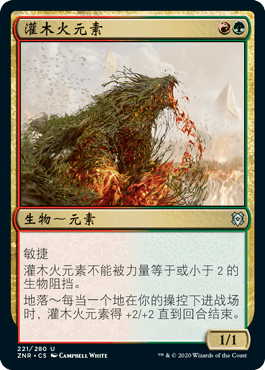 灌木火元素
生物～元素
敏捷
灌木火元素不能被力量等于或小于 2 的
生物阻挡。
地落～每当一个地在你的操控下进战场
时，灌木火元素得 +2/+2 直到回合结束。
1/1
221/280 U
ZNR • CS CAMPBELL WHITE
™ & © 2020 Wizards of the Coast